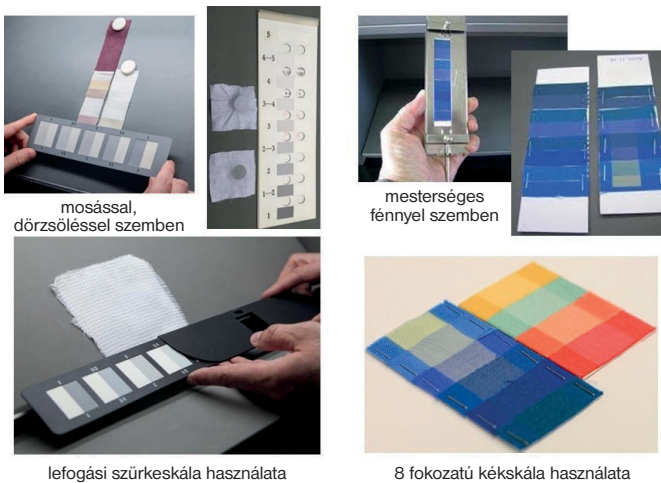 5
4—5
4
3—4
3
2—3
2
1—2
1
mosással,
dörzsöléssel szemben
mesterséges
fénnyel szemben
lefogási szürkeskála használata
8 fokozatú kékskála használata